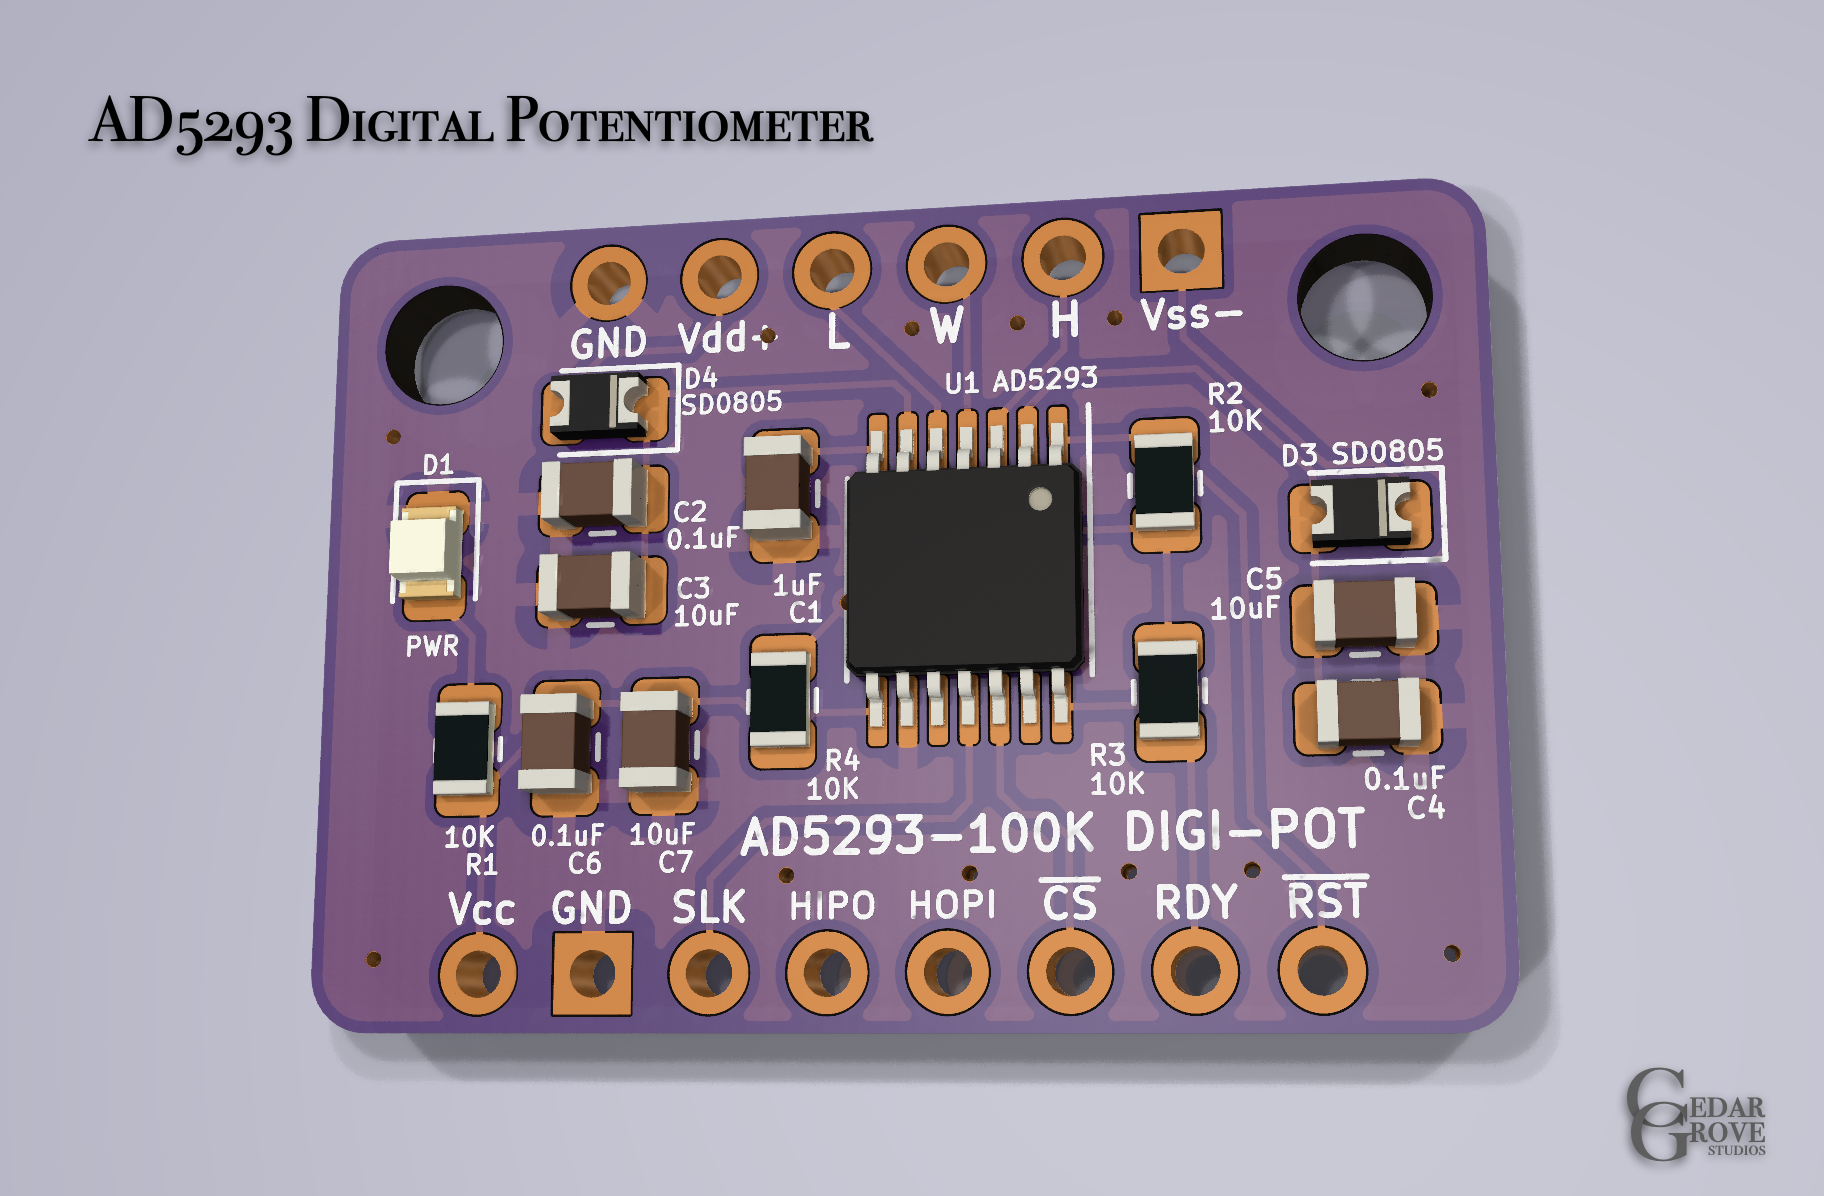 AD5293 Digital Potentiometer
GND Vdd+ L W H Vss-
D4
SD0805
U1 AD5293
R2
10K
D3 SD0805
D1
C2
0.1uF
C3
10uF
1uF
C1
C5
10uF
PWR
R4
10K
R3
10K
0.1uF
C4
10K
R1
0.1uF
C6
10uF
C7
AD5293-100K DIGI-POT
Vcc GND SLK HIPO HOPI CS RDY RST
CEDAR
GROVE
STUDIOS